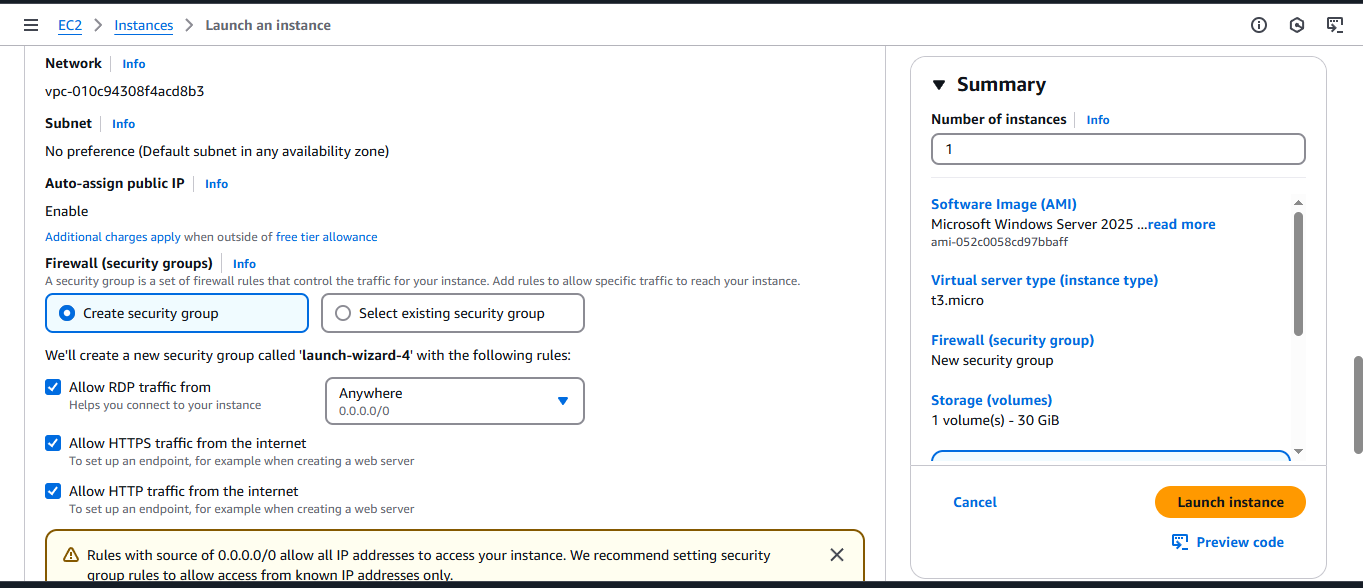 EC2 > Instances > Launch an instance
Network Info
vpc-010c94308f4acd8b3
Subnet Info
No preference (Default subnet in any availability zone)
Auto-assign public IP Info
Enable
Additional charges apply when outside of free tier allowance
Firewall (security groups) Info
A security group is a set of firewall rules that control the traffic for your instance. Add rules to allow specific traffic to reach your instance.
Create security group
Select existing security group
We'll create a new security group called 'launch-wizard-4' with the following rules:
Allow RDP traffic from
Helps you connect to your instance
Anywhere
0.0.0.0/0
Allow HTTPS traffic from the internet
To set up an endpoint, for example when creating a web server
Allow HTTP traffic from the internet
To set up an endpoint, for example when creating a web server
Rules with source of 0.0.0.0/0 allow all IP addresses to access your instance. We recommend setting security
group rules to allow access from known IP addresses only.
Summary
Number of instances Info
1
Software Image (AMI)
Microsoft Windows Server 2025 ...read more
ami-052c0058cd97bbaff
Virtual server type (instance type)
t3.micro
Firewall (security group)
New security group
Storage (volumes)
1 volume(s) - 30 GiB
Cancel
Launch instance
Preview code